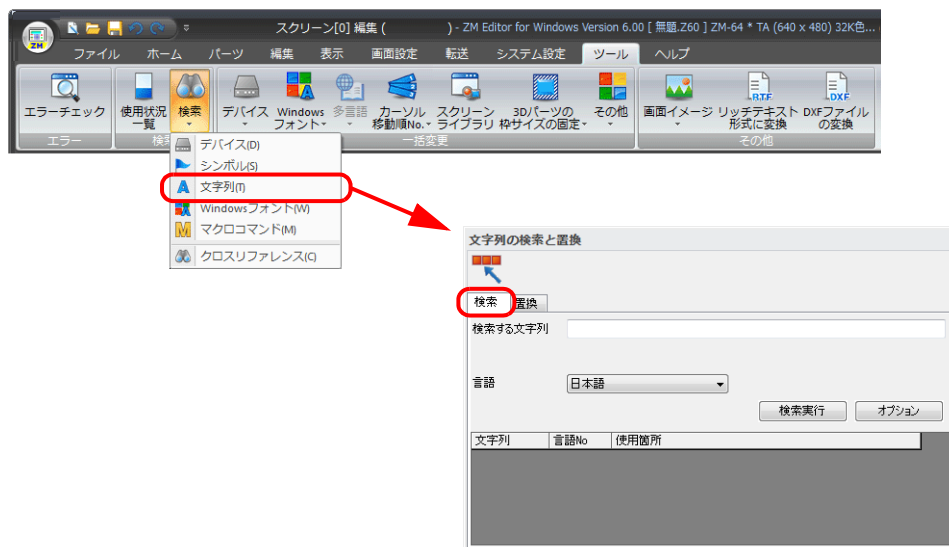 スクリーン[0] 編集 ( ) - ZM Editor for Windows Version 6.00 [ 無題.Z60 ] ZM-64 * TA (640 x 480) 32K色...
ZM
ファイル ホーム パーツ 編集 表示 画面設定 転送 システム設定 ツール ヘルプ
エラーチェック 使用状況一覧 検索 デバイス Windowsフォント 多言語 カーソル移動順No. スクリーンライブラリ 3Dパーツの枠サイズの固定 その他 画面イメージ リッチテキスト形式に変換 DXFファイルの変換
エラー 検 一括変更 その他
デバイス(D)
シンボル(S)
文字列(T)
Windowsフォント(W)
マクロコマンド(M)
クロスリファレンス(C)
文字列の検索と置換
検索 置換
検索する文字列
言語 日本語
検索実行 オプション
文字列 言語No 使用箇所